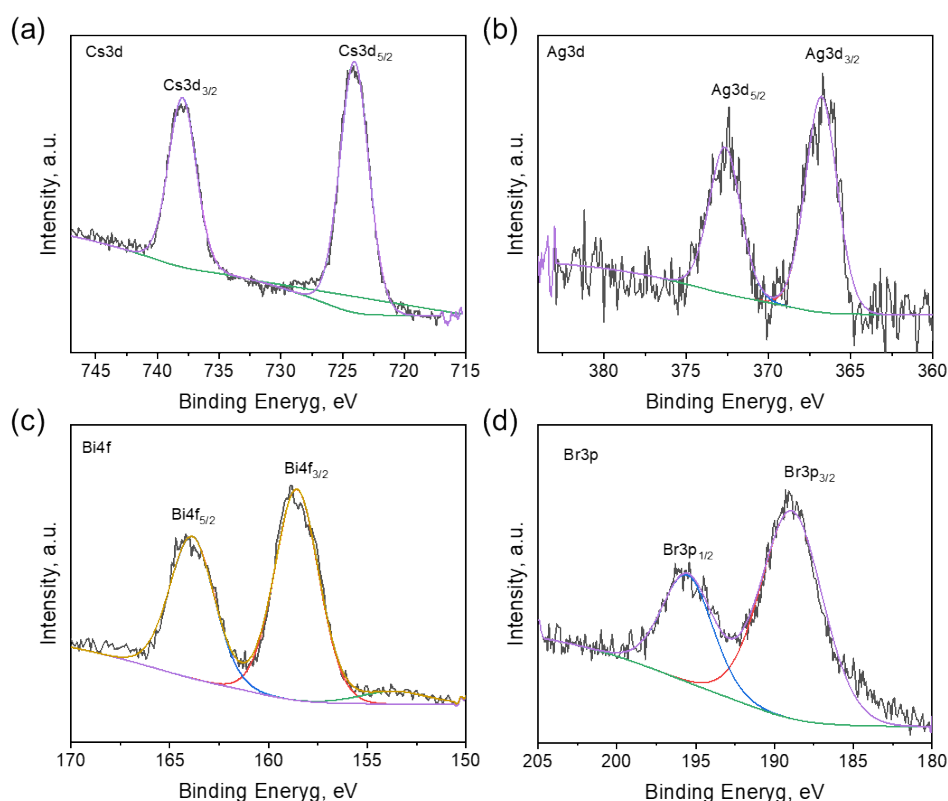 (a)
Cs3d
Cs3d3/2
Cs3d5/2
Intensity, a.u.
745 740 735 730 725 720 715
Binding Eneryg, eV
(b)
Ag3d
Ag3d5/2
Ag3d3/2
Intensity, a.u.
380 375 370 365 360
Binding Eneryg, eV
(c)
Bi4f
Bi4f5/2
Bi4f3/2
Intensity, a.u.
170 165 160 155 150
Binding Eneryg, eV
(d)
Br3p
Br3p1/2
Br3p3/2
Intensity, a.u.
205 200 195 190 185 180
Binding Eneryg, eV